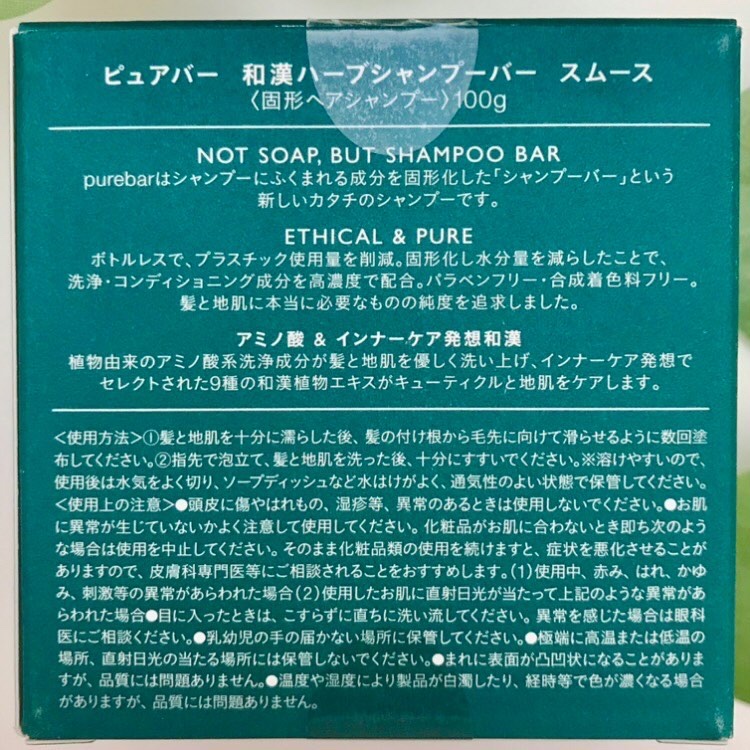 ピュアバー　和漢ハーブシャンプーバー　スムース
〈固形ヘアシャンプー〉100g
NOT SOAP, BUT SHAMPOO BAR
purebarはシャンプーにふくまれる成分を固形化した「シャンプーバー」という
新しいカタチのシャンプーです。
ETHICAL & PURE
ボトルレスで、プラスチック使用量を削減。固形化し水分量を減らしたことで、
洗浄・コンディショニング成分を高濃度で配合。パラベンフリー・合成着色料フリー。
髪と地肌に本当に必要なものの純度を追求しました。
アミノ酸 & インナーケア発想和漢
植物由来のアミノ酸系洗浄成分が髪と地肌を優しく洗い上げ、インナーケア発想で
セレクトされた9種の和漢植物エキスがキューティクルと地肌をケアします。
＜使用方法＞①髪と地肌を十分に濡らした後、髪の付け根から毛先に向けて滑らせるように数回塗
布してください。②指先で泡立て、髪と地肌を洗った後、十分にすすいでください。※溶けやすいので、
使用後は水気をよく切り、ソープディッシュなど水はけがよく、通気性のよい状態で保管してください。
＜使用上の注意＞●頭皮に傷やはれもの、湿疹等、異常のあるときは使用しないでください。●お肌
に異常が生じていないかよく注意して使用してください。化粧品がお肌に合わないとき即ち次のよう
な場合は使用を中止してください。そのまま化粧品類の使用を続けますと、症状を悪化させることが
ありますので、皮膚科専門医等にご相談されることをおすすめします。（1）使用中、赤み、はれ、かゆ
み、刺激等の異常があらわれた場合（2）使用したお肌に直射日光が当たって上記のような異常があ
らわれた場合●目に入ったときは、こすらずに直ちに洗い流してください。異常を感じた場合は眼科
医にご相談ください。●乳幼児の手の届かない場所に保管してください。●極端に高温または低温の
場所、直射日光の当たる場所には保管しないでください。●まれに表面が凸凹状になることがありま
すが、品質には問題ありません。●温度や湿度により製品が白濁したり、経時等で色が濃くなる場合
がありますが、品質には問題ありません。